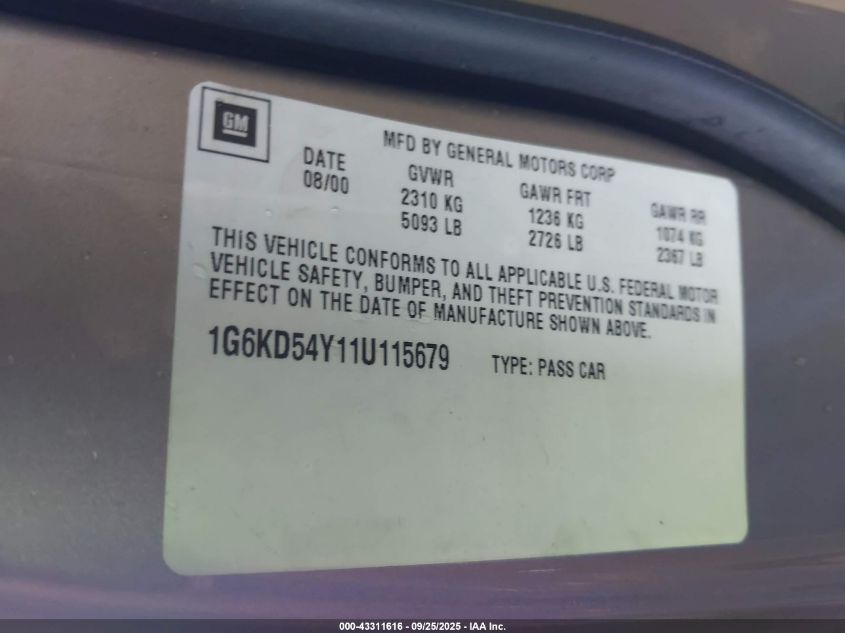 GM
MFD BY GENERAL MOTORS CORP
DATE GVWR GAWR FRT GAWR RR
08/00 2310 KG 1236 KG 1074 KG
5093 LB 2726 LB 2367 LB
THIS VEHICLE CONFORMS TO ALL APPLICABLE U.S. FEDERAL MOTOR
VEHICLE SAFETY, BUMPER, AND THEFT PREVENTION STANDARDS IN
EFFECT ON THE DATE OF MANUFACTURE SHOWN ABOVE.
1G6KD54Y11U115679 TYPE: PASS CAR
000-43311616 - 09/25/2025 - IAA Inc.